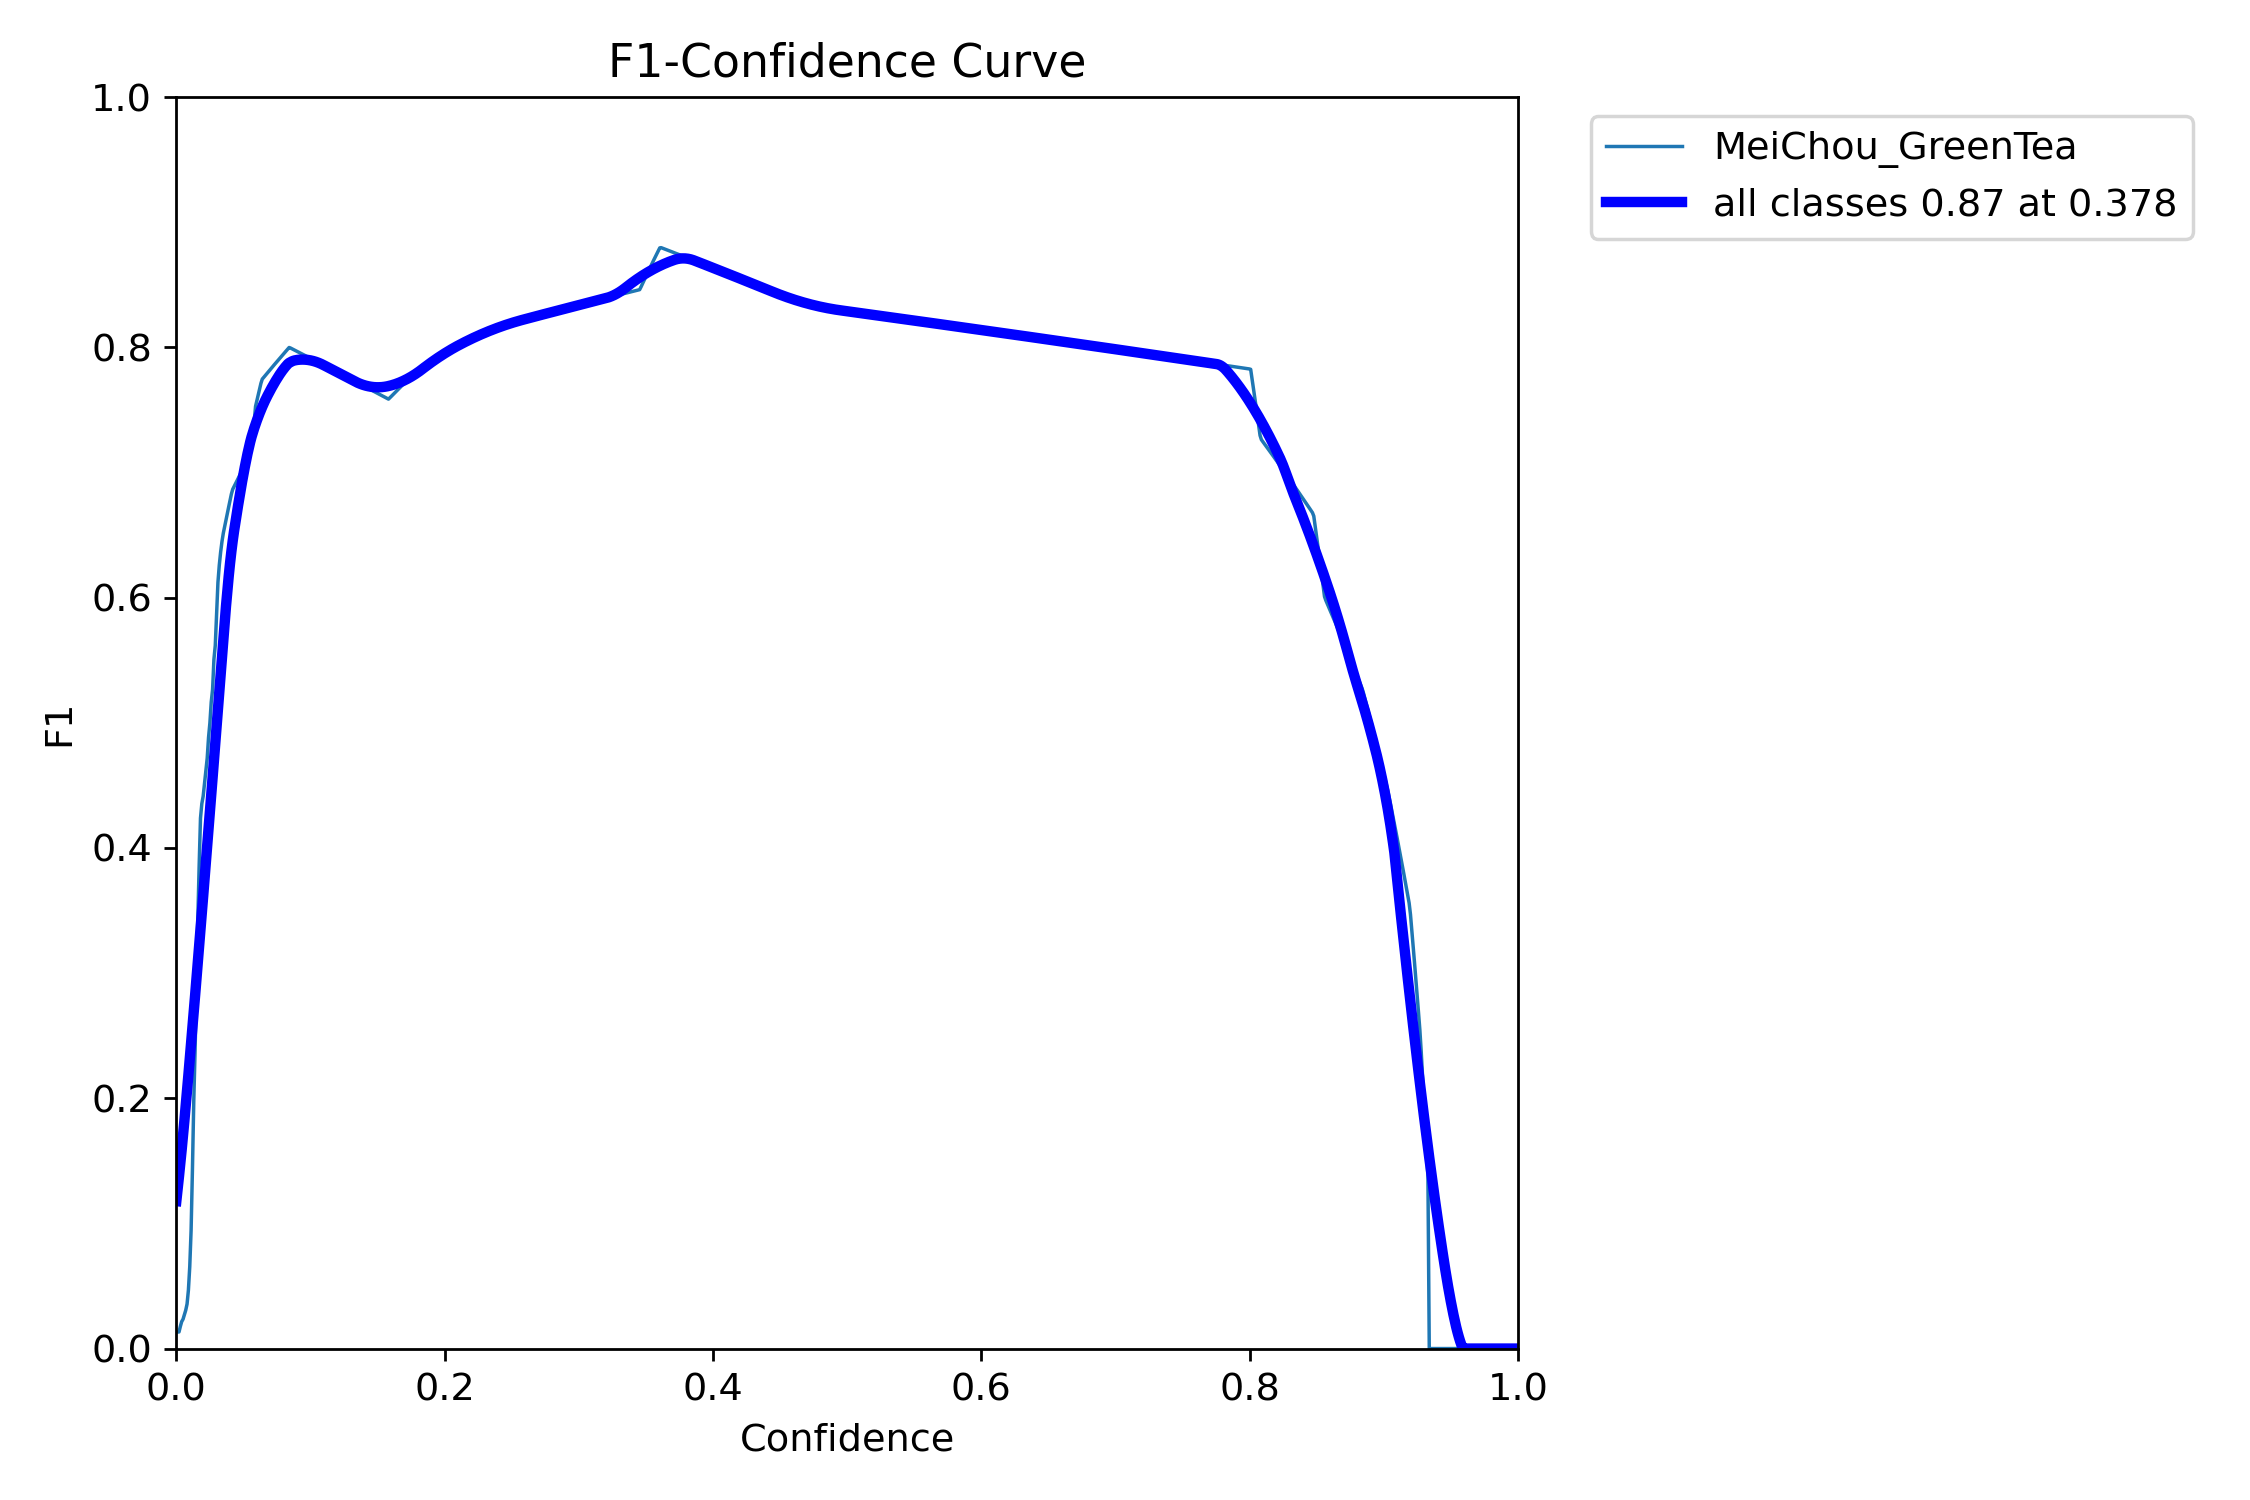 F1-Confidence Curve
MeiChou_GreenTea
all classes 0.87 at 0.378
F1
1.0
0.8
0.6
0.4
0.2
0.0
0.0 0.2 0.4 0.6 0.8 1.0
Confidence